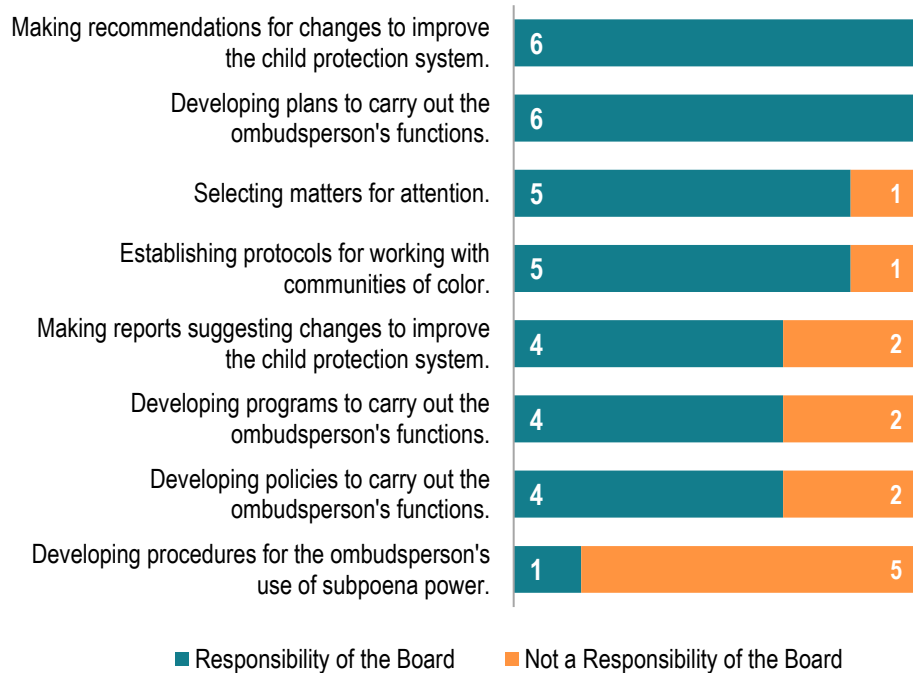 Making recommendations for changes to improve
the child protection system.
6
Developing plans to carry out the
ombudsperson's functions.
6
Selecting matters for attention.
5
1
Establishing protocols for working with
communities of color.
5
1
Making reports suggesting changes to improve
the child protection system.
4
2
Developing programs to carry out the
ombudsperson's functions.
4
2
Developing policies to carry out the
ombudsperson's functions.
4
2
Developing procedures for the ombudsperson's
use of subpoena power.
1
5
Responsibility of the Board
Not a Responsibility of the Board